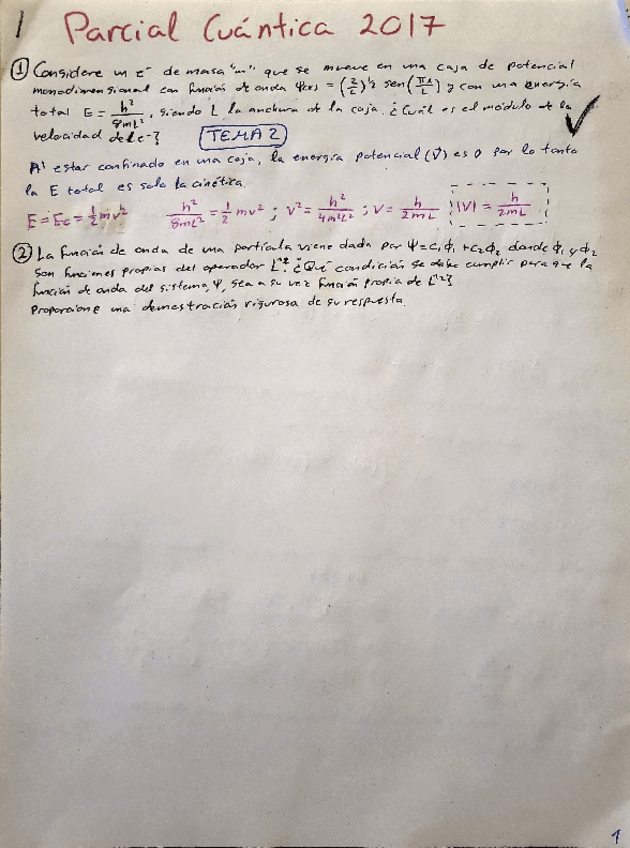 1 Parcial Cuántica 2017
① Considere un e⁻ de masa "m" que se mueve en una caja de potencial
monodimensional con función de onda Ψ(x) = (2/L)^½ sen(πx/L) y con una energía
total E = h²/8mL², siendo L la anchura de la caja. ¿Cuál es el módulo de la
velocidad del e⁻?
TEMA 2
Al estar confinado en una caja, la energía potencial (V) es 0 por lo tanto
la E total es solo la cinética.
E = Ec = ½mv² h²/8mL² = ½ mv² ; v² = h²/4m²L² ; v = h/2mL |V| = h/2mL
② La función de onda de una partícula viene dada por Ψ=c₁ϕ₁ + c₂ϕ₂ donde ϕ₁ y ϕ₂
son funciones propias del operador L̂². ¿Qué condición se debe cumplir para que la
función de onda del sistema, Ψ, sea a su vez función propia de L̂²?
Proporcione una demostración rigurosa de su respuesta.
1